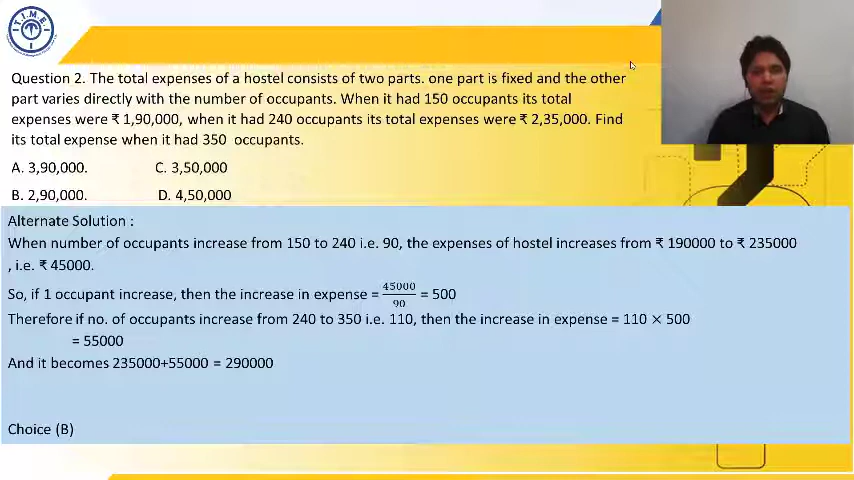 T.I.M.E.
Question 2. The total expenses of a hostel consists of two parts. one part is fixed and the other
part varies directly with the number of occupants. When it had 150 occupants its total
expenses were ₹ 1,90,000, when it had 240 occupants its total expenses were ₹ 2,35,000. Find
its total expense when it had 350 occupants.
A. 3,90,000. C. 3,50,000
B. 2,90,000. D. 4,50,000
Alternate Solution :
When number of occupants increase from 150 to 240 i.e. 90, the expenses of hostel increases from ₹ 190000 to ₹ 235000
, i.e. ₹ 45000.
So, if 1 occupant increase, then the increase in expense = 45000/90 = 500
Therefore if no. of occupants increase from 240 to 350 i.e. 110, then the increase in expense = 110 × 500
= 55000
And it becomes 235000+55000 = 290000
Choice (B)